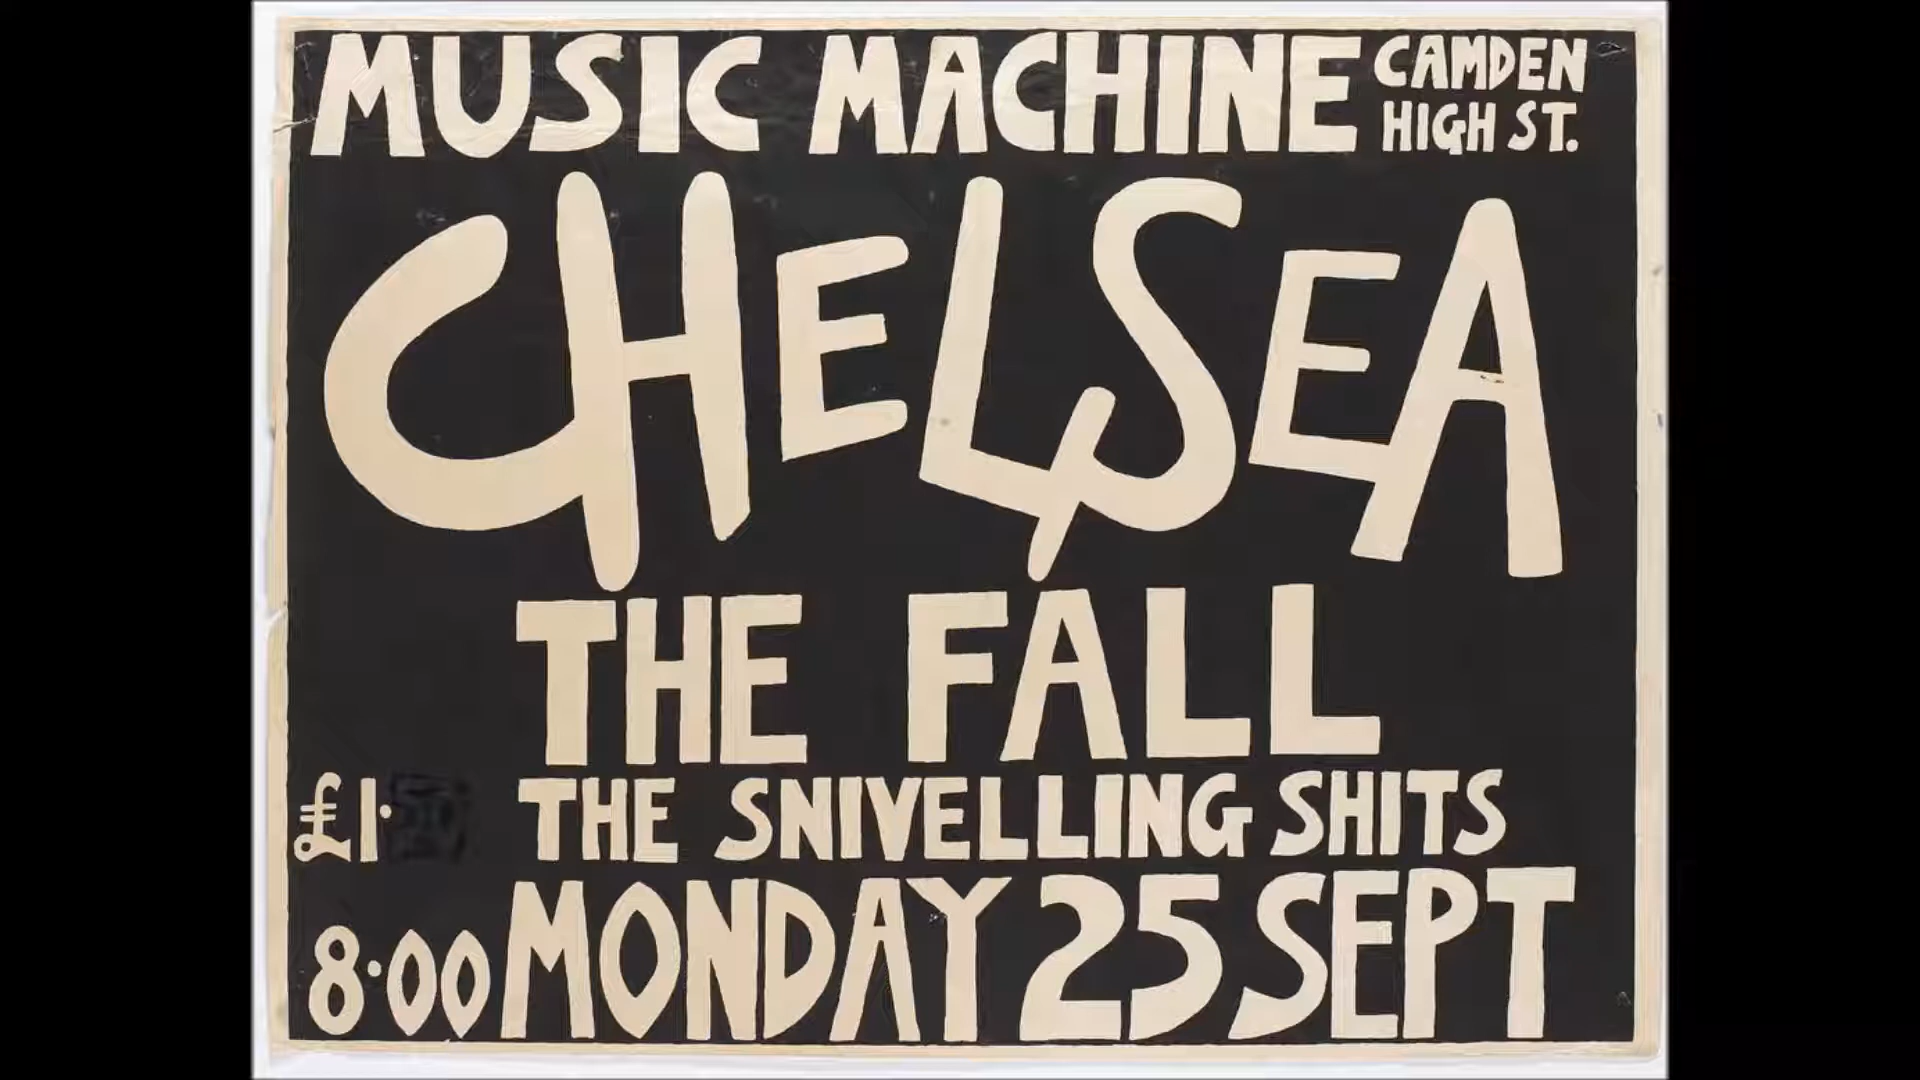 MUSIC MACHINE CAMDEN
HIGH ST.
CHELSEA
THE FALL
£1·
THE SNIVELLING SHITS
8·00 MONDAY 25 SEPT